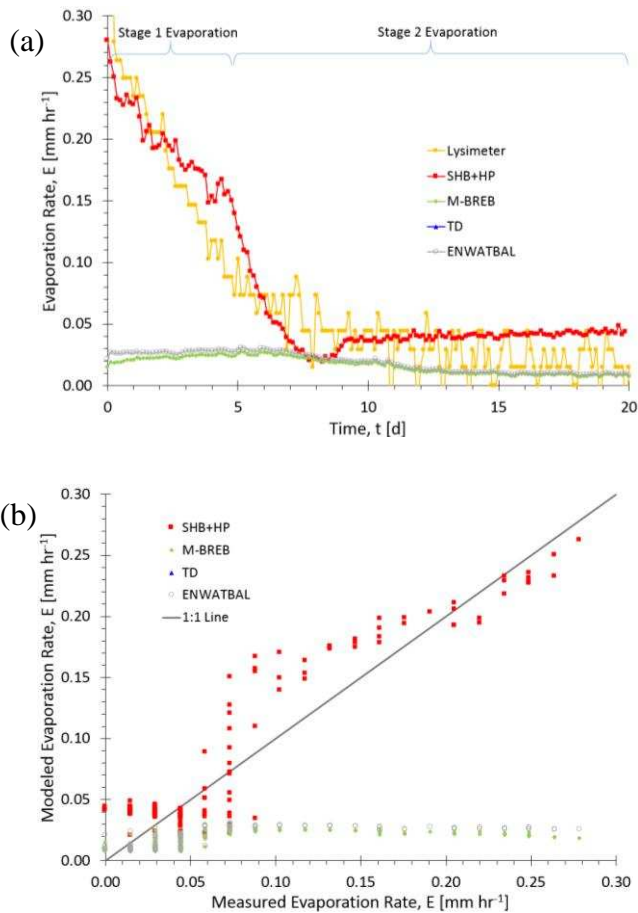 (a)
Stage 1 Evaporation
Stage 2 Evaporation
Evaporation Rate, E [mm hr⁻¹]
0.30
0.25
0.20
0.15
0.10
0.05
0.00
Lysimeter
SHB+HP
M-BREB
TD
ENWATBAL
0 5 10 15 20
Time, t [d]
(b)
Modeled Evaporation Rate, E [mm hr⁻¹]
0.30
0.25
0.20
0.15
0.10
0.05
0.00
SHB+HP
M-BREB
TD
ENWATBAL
1:1 Line
0.00 0.05 0.10 0.15 0.20 0.25 0.30
Measured Evaporation Rate, E [mm hr⁻¹]